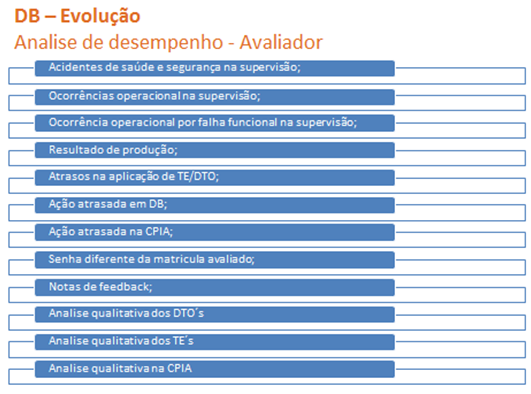 DB – Evolução
Analise de desempenho - Avaliador
Acidentes de saúde e segurança na supervisão;
Ocorrências operacional na supervisão;
Ocorrência operacional por falha funcional na supervisão;
Resultado de produção;
Atrasos na aplicação de TE/DTO;
Ação atrasada em DB;
Ação atrasada na CPIA;
Senha diferente da matricula avaliado;
Notas de feedback;
Analise qualitativa dos DTO´s
Analise qualitativa dos TE´s
Analise qualitativa na CPIA